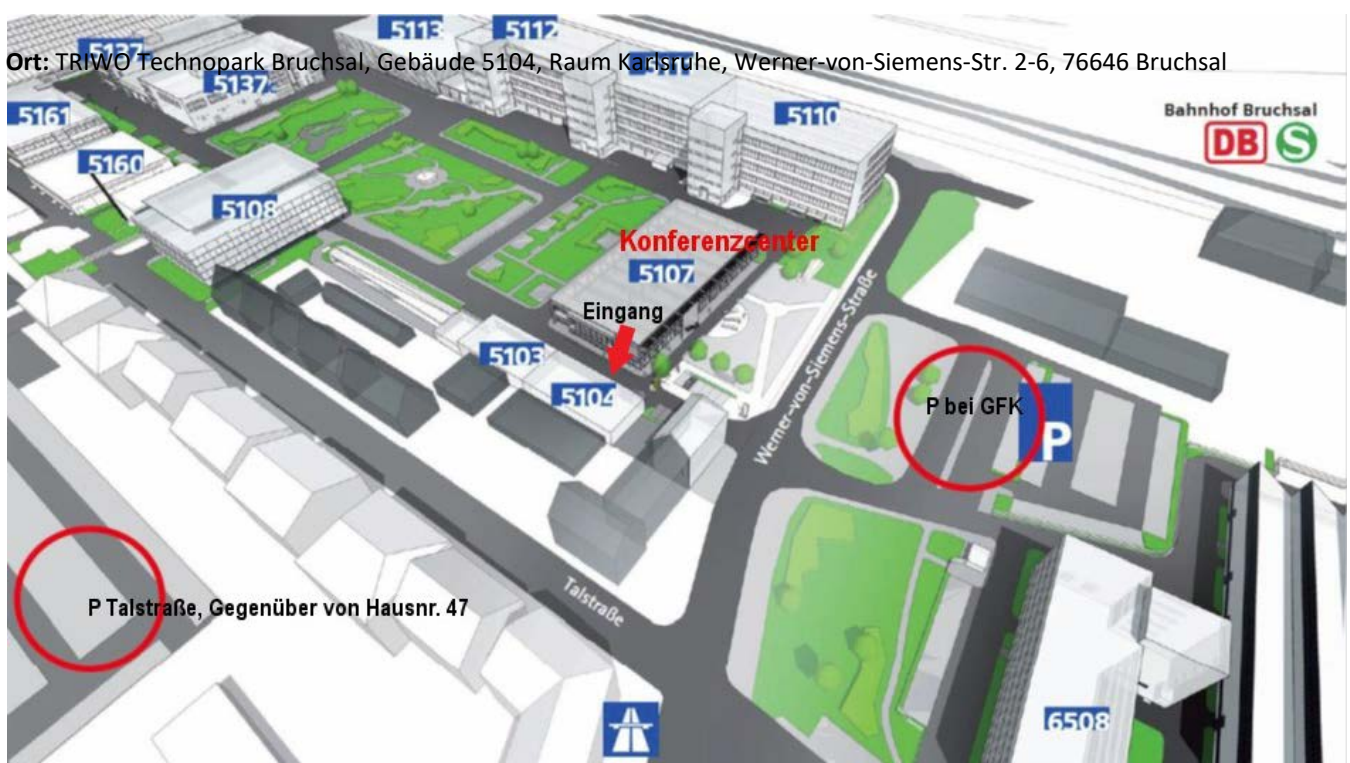 5113
5112
Ort: TRIWO Technopark Bruchsal, Gebäude 5104, Raum Karlsruhe, Werner-von-Siemens-Str. 2-6, 76646 Bruchsal
5137
5137
5161
5110
Bahnhof Bruchsal
DB S
5160
5108
Konferenzcenter
5107
Eingang
Werner-von-Siemens-Straße
5103
5104
P bei GFK
P
Talstraße
P Talstraße, Gegenüber von Hausnr. 47
6508